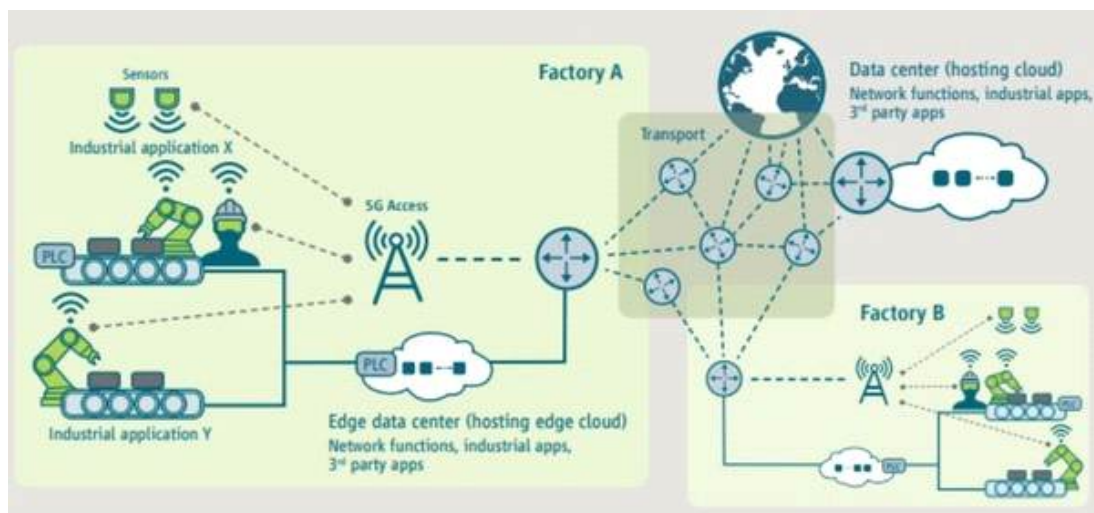 Sensors
Factory A
Industrial application X
5G Access
PLC
PLC
Industrial application Y
Edge data center (hosting edge cloud)
Network functions, industrial apps,
3rd party apps
Transport
Data center (hosting cloud)
Network functions, industrial apps,
3rd party apps
Factory B
PLC
PLC